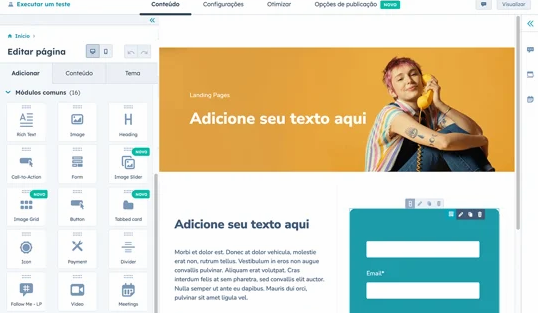 Executar um teste
Conteúdo
Configurações
Otimizar
Opções de publicação
NOVO
Visualizar
Início
Editar página
Adicionar
Conteúdo
Tema
Módulos comuns (16)
Rich Text
Image
Heading
Call-to-Action
Form
NOVO
Image Slider
NOVO
Image Grid
Button
NOVO
Tabbed card
Icon
Payment
Divider
Follow Me - LP
Video
Meetings
Landing Pages
Adicione seu texto aqui
Adicione seu texto aqui
Morbi et dolor est. Donec at dolor vehicula, molestie
erat non, rutrum tellus. Vestibulum in eros non augue
convallis pulvinar. Aliquam erat volutpat. Cras
interdum felis at sem pharetra, sed convallis elit auctor.
Nulla semper ut ante eu dapibus. Mauris dui orci,
pulvinar sit amet ligula vel.
Email*